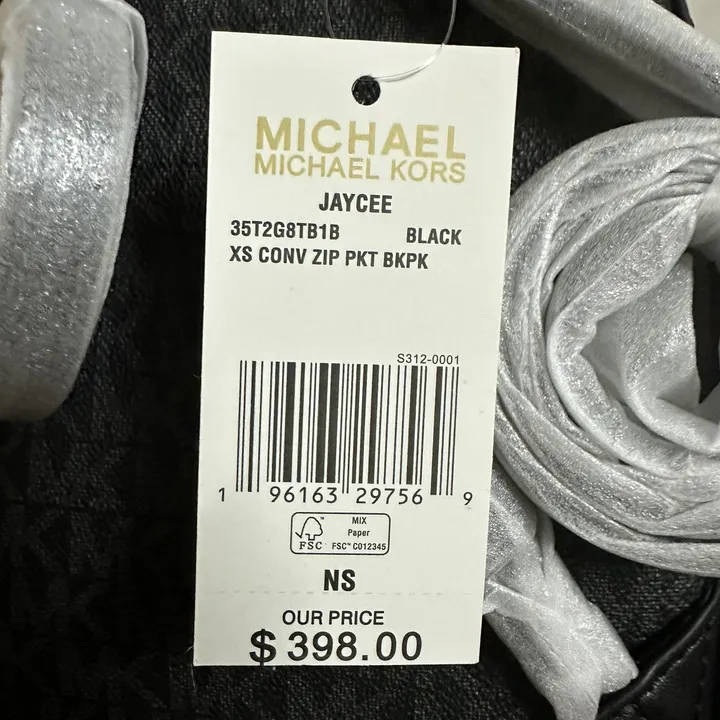 MICHAEL
MICHAEL KORS
JAYCEE
35T2G8TB1B BLACK
XS CONV ZIP PKT BKPK
S312-0001
1 96163 29756 9
FSC
MIX
Paper
FSC™ C012345
NS
OUR PRICE
$ 398.00